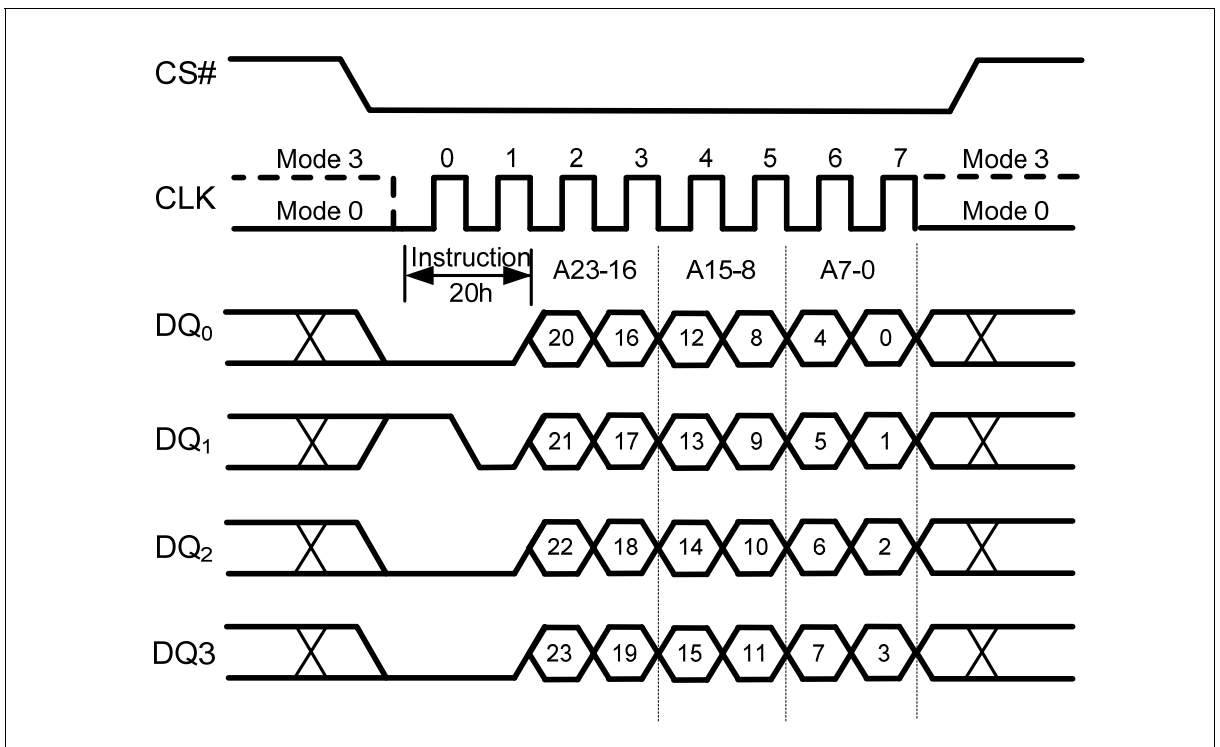 CS#
Mode 3 0 1 2 3 4 5 6 7 Mode 3
CLK
Mode 0 Mode 0
Instruction A23-16 A15-8 A7-0
20h
DQ0 20 16 12 8 4 0
DQ1 21 17 13 9 5 1
DQ2 22 18 14 10 6 2
DQ3 23 19 15 11 7 3